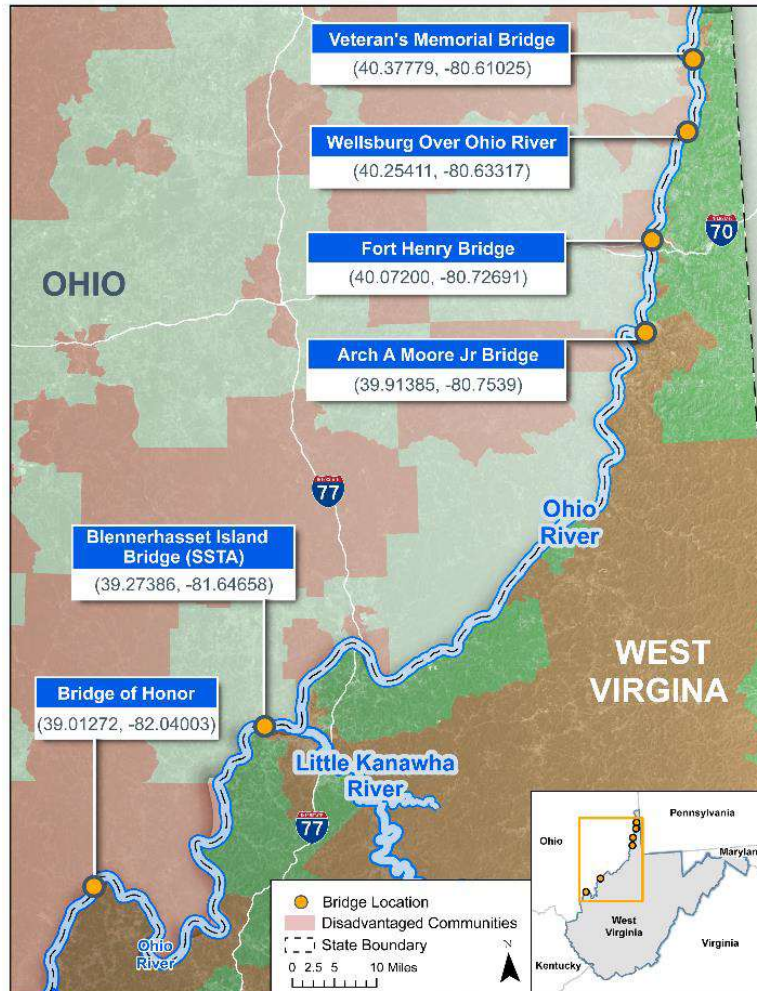 Veteran's Memorial Bridge
(40.37779, -80.61025)
Wellsburg Over Ohio River
(40.25411, -80.63317)
70
Fort Henry Bridge
(40.07200, -80.72691)
OHIO
Arch A Moore Jr Bridge
(39.91385, -80.7539)
77
Ohio
River
Blennerhasset Island
Bridge (SSTA)
(39.27386, -81.64658)
WEST
VIRGINA
Bridge of Honor
(39.01272, -82.04003)
Little Kanawha
River
77
Ohio
River
Bridge Location
Disadvantaged Communities
State Boundary
0 2.5 5 10 Miles
N
Pennsylvania
Ohio
Marylan
West
Virginia
Virginia
Kentucky